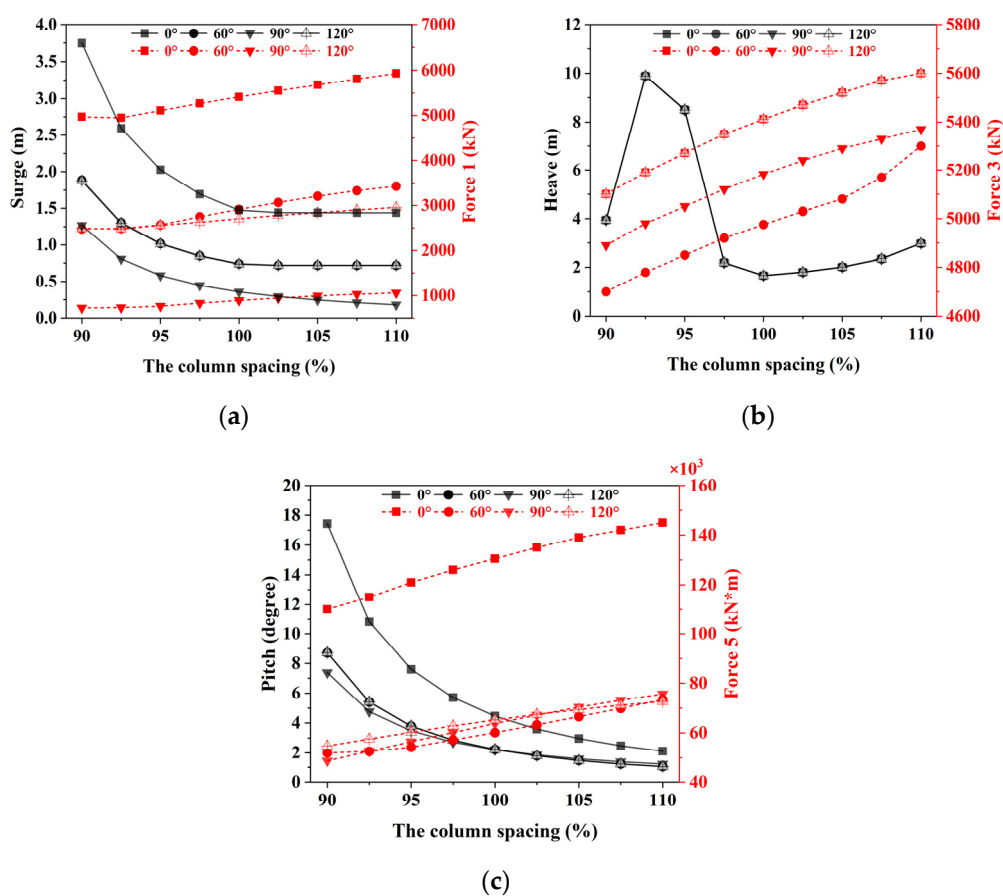 0° 60° 90° 120°
0° 60° 90° 120°
4.0
3.5
3.0
2.5
2.0
1.5
1.0
0.5
0.0
Surge (m)
7000
6000
5000
4000
3000
2000
1000
Force 1 (kN)
90 95 100 105 110
The column spacing (%)
(a)
0° 60° 90° 120°
0° 60° 90° 120°
12
10
8
6
4
2
0
Heave (m)
5800
5600
5400
5200
5000
4800
4600
Force 3 (kN)
90 95 100 105 110
The column spacing (%)
(b)
×10³
0° 60° 90° 120°
0° 60° 90° 120°
20
18
16
14
12
10
8
6
4
2
0
Pitch (degree)
160
140
120
100
80
60
40
Force 5 (kN*m)
90 95 100 105 110
The column spacing (%)
(c)